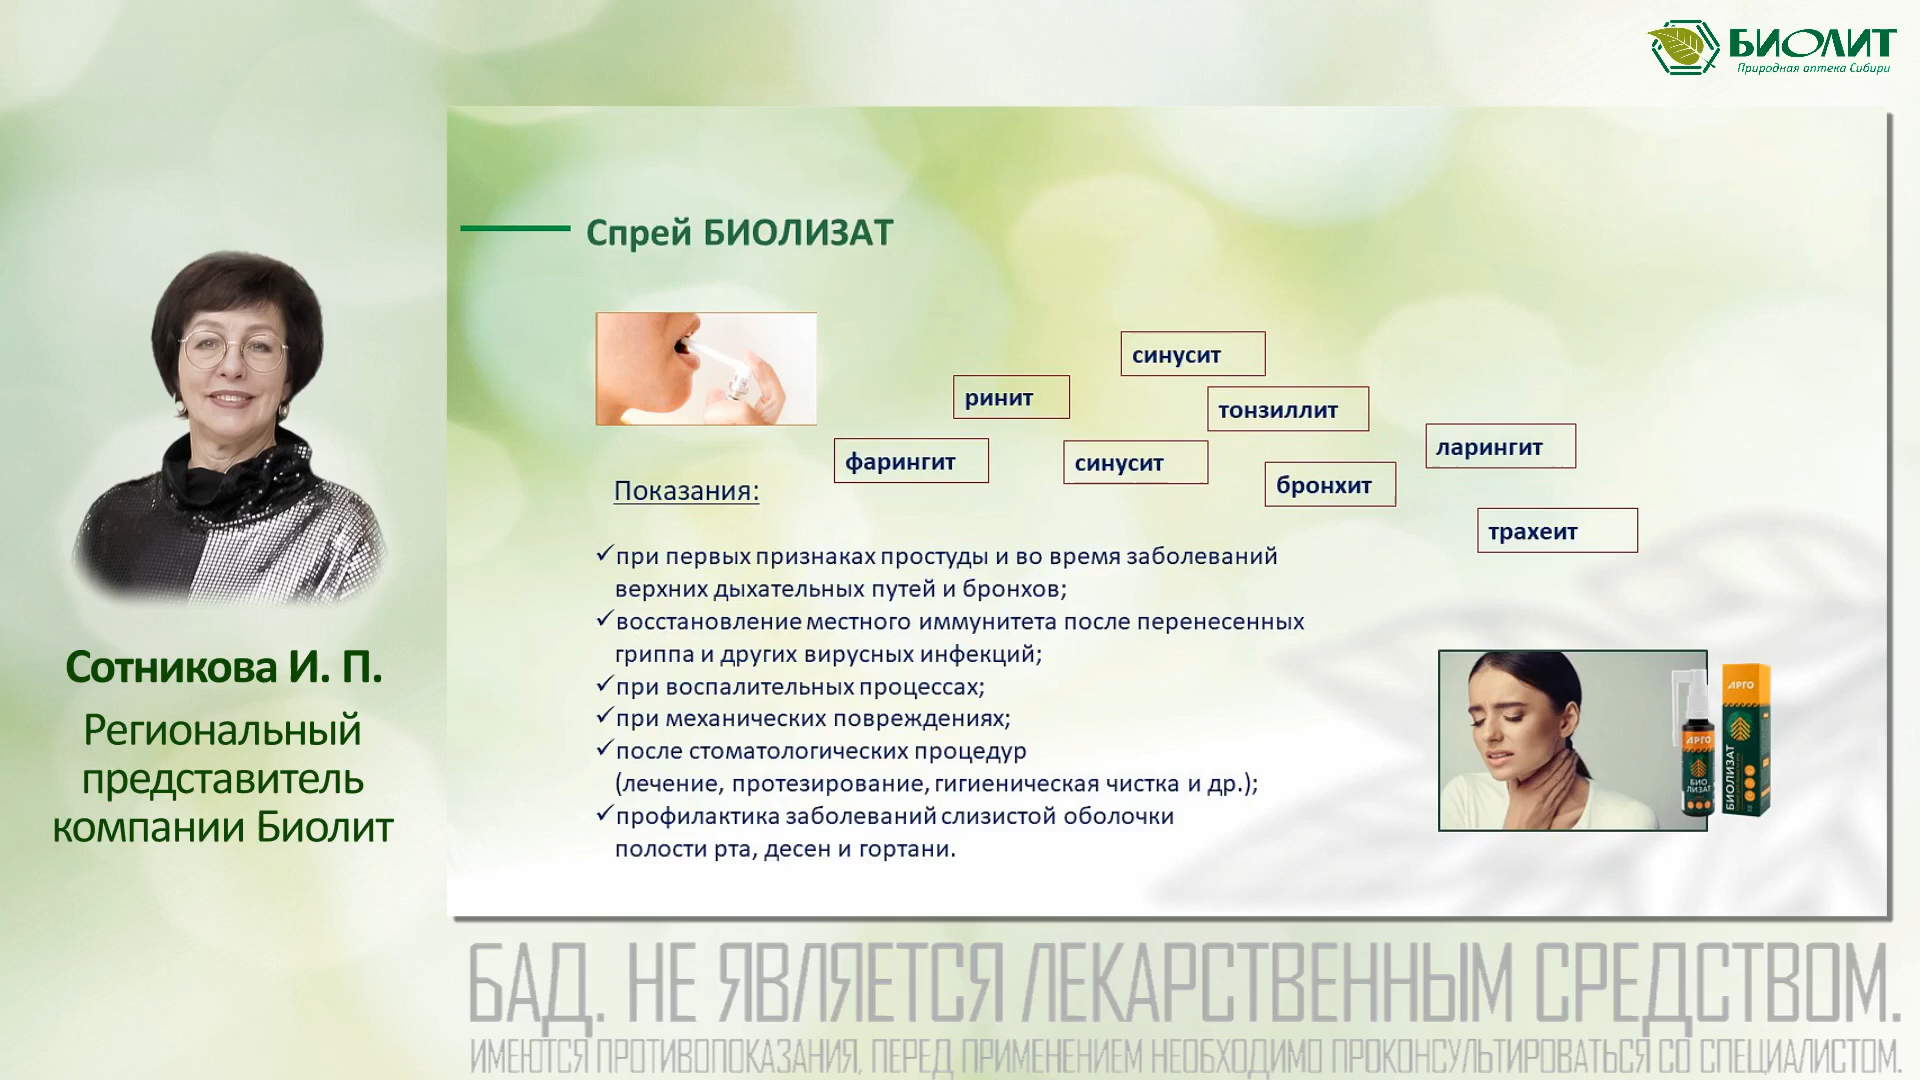 БИОЛИТ
Природная аптека Сибири
Спрей БИОЛИЗАТ
синусит
ринит
тонзиллит
ларингит
фарингит
синусит
бронхит
трахеит
Показания:
✓при первых признаках простуды и во время заболеваний
верхних дыхательных путей и бронхов;
✓восстановление местного иммунитета после перенесенных
гриппа и других вирусных инфекций;
✓при воспалительных процессах;
✓при механических повреждениях;
✓после стоматологических процедур
(лечение, протезирование, гигиеническая чистка и др.);
✓профилактика заболеваний слизистой оболочки
полости рта, десен и гортани.
АРГО
БИОЛИЗАТ
АРГО
БИО
ЛИЗАТ
Сотникова И. П.
Региональный
представитель
компании Биолит
БАД. НЕ ЯВЛЯЕТСЯ ЛЕКАРСТВЕННЫМ СРЕДСТВОМ.
ИМЕЮТСЯ ПРОТИВОПОКАЗАНИЯ, ПЕРЕД ПРИМЕНЕНИЕМ НЕОБХОДИМО ПРОКОНСУЛЬТИРОВАТЬСЯ СО СПЕЦИАЛИСТОМ.